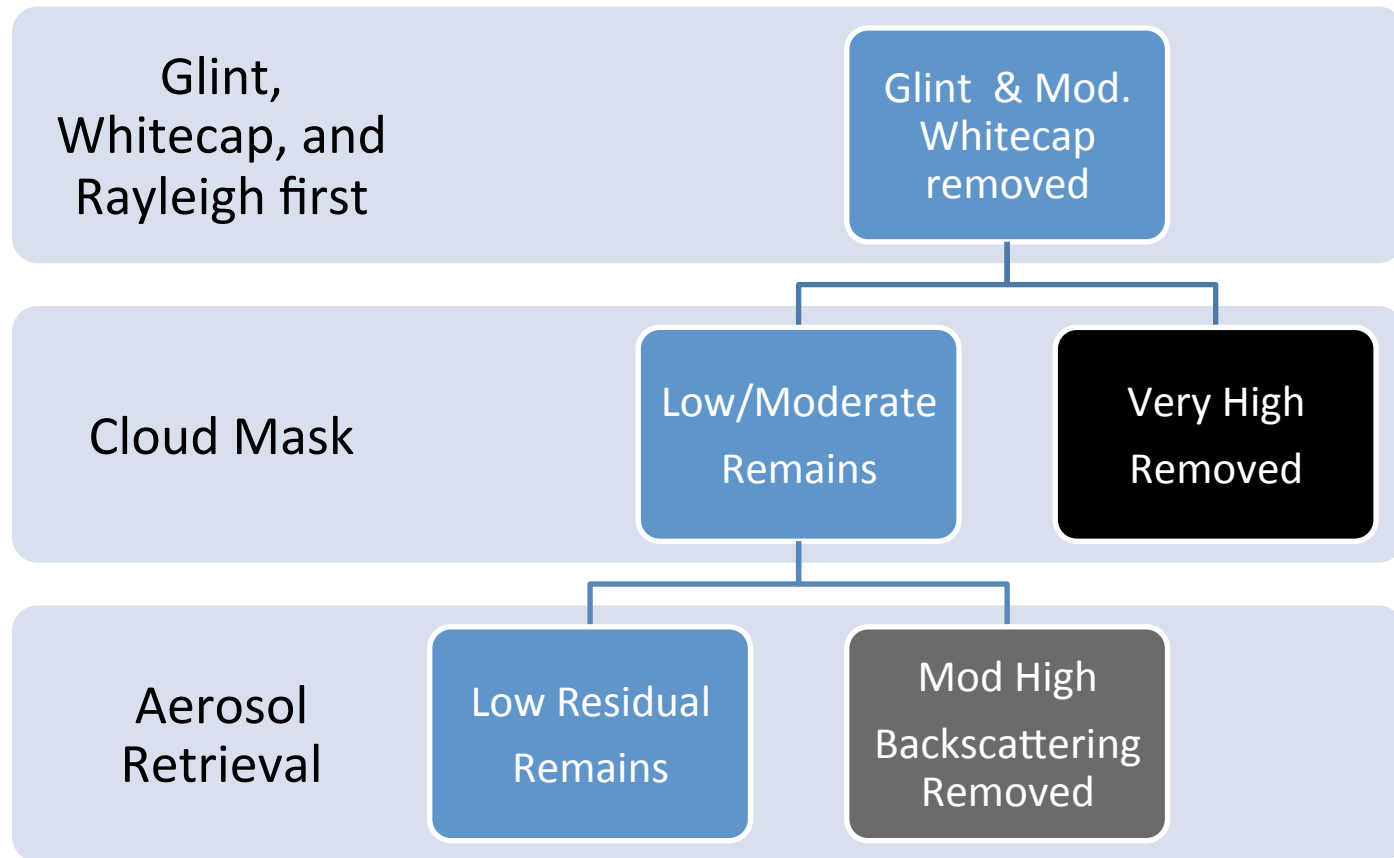 Glint,
Whitecap, and
Rayleigh first
Glint & Mod.
Whitecap
removed
Cloud Mask
Low/Moderate
Remains
Very High
Removed
Aerosol
Retrieval
Low Residual
Remains
Mod High
Backscattering
Removed